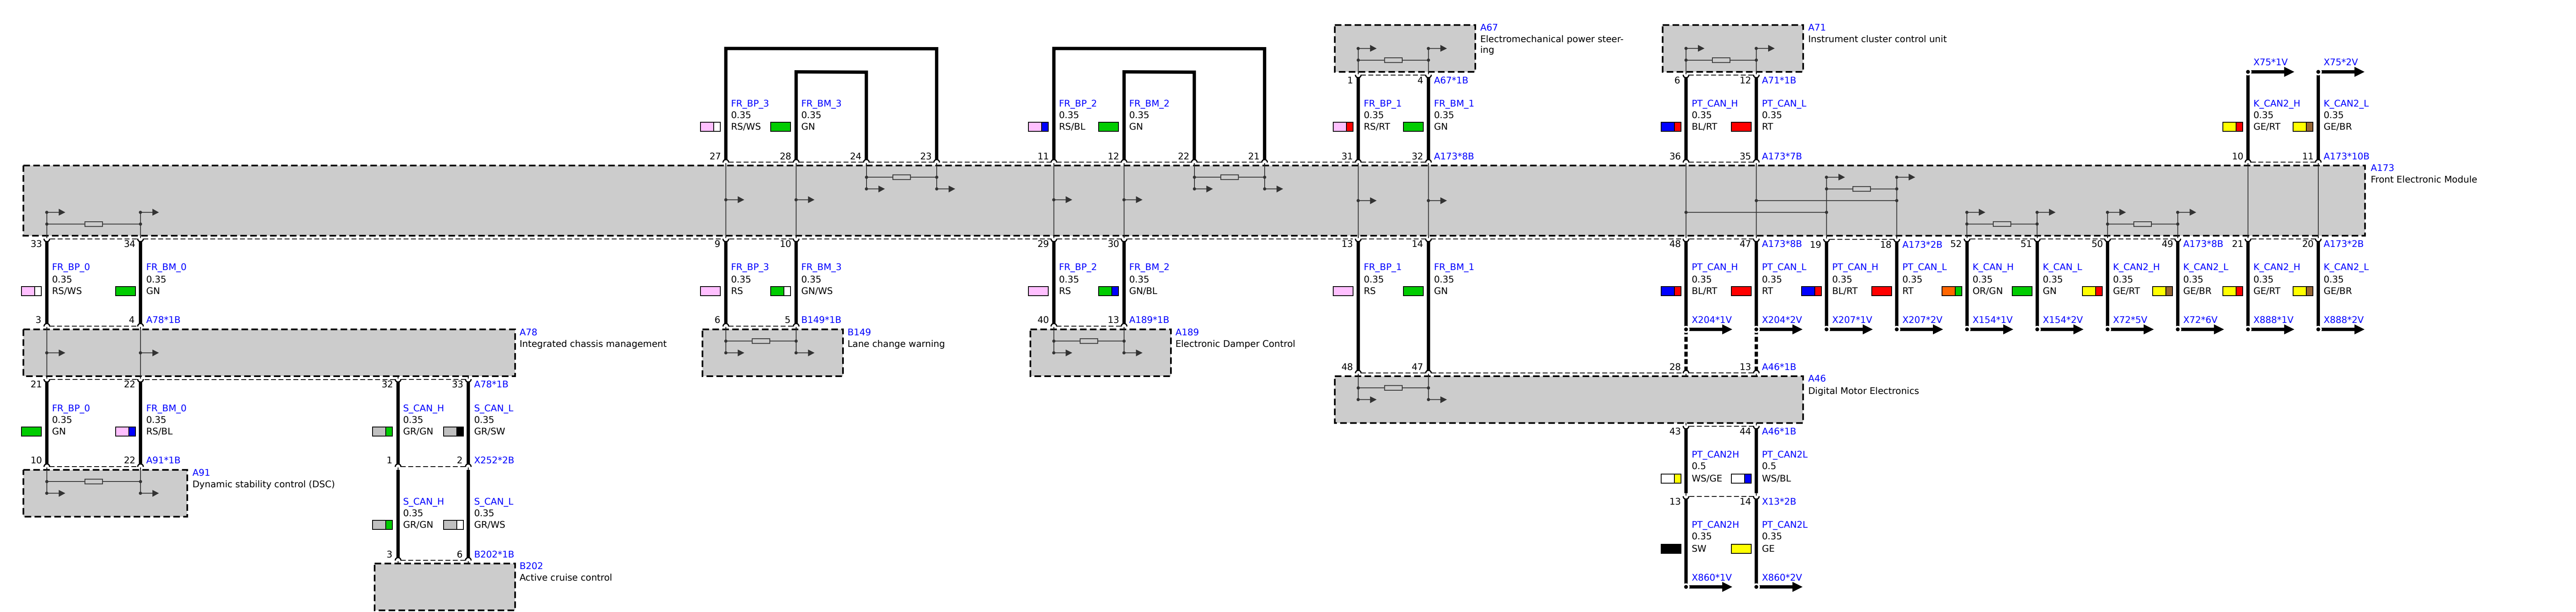 A67
Electromechanical power steer-
ing
A71
Instrument cluster control unit
X75*1V X75*2V
1 4 A67*1B 6 12 A71*1B
FR_BP_3 FR_BM_3 FR_BP_2 FR_BM_2 FR_BP_1 FR_BM_1 PT_CAN_H PT_CAN_L K_CAN2_H K_CAN2_L
0.35 0.35 0.35 0.35 0.35 0.35 0.35 0.35 0.35 0.35
RS/WS GN RS/BL GN RS/RT GN BL/RT RT GE/RT GE/BR
27 28 24 23 11 12 22 21 31 32 A173*8B 36 35 A173*7B 10 11 A173*10B
A173
Front Electronic Module
33 34 9 10 29 30 13 14 48 47 A173*8B 19 18 A173*2B 52 51 50 49 A173*8B 21 20 A173*2B
FR_BP_0 FR_BM_0 FR_BP_3 FR_BM_3 FR_BP_2 FR_BM_2 FR_BP_1 FR_BM_1 PT_CAN_H PT_CAN_L PT_CAN_H PT_CAN_L K_CAN_H K_CAN_L K_CAN2_H K_CAN2_L K_CAN2_H K_CAN2_L
0.35 0.35 0.35 0.35 0.35 0.35 0.35 0.35 0.35 0.35 0.35 0.35 0.35 0.35 0.35 0.35 0.35 0.35
RS/WS GN RS GN/WS RS GN/BL RS GN BL/RT RT BL/RT RT OR/GN GN GE/RT GE/BR GE/RT GE/BR
3 4 A78*1B 6 5 B149*1B 40 13 A189*1B X204*1V X204*2V X207*1V X207*2V X154*1V X154*2V X72*5V X72*6V X888*1V X888*2V
A78
Integrated chassis management
B149
Lane change warning
A189
Electronic Damper Control
48 47 28 13 A46*1B
A46
Digital Motor Electronics
21 22 32 33 A78*1B
FR_BP_0 FR_BM_0 S_CAN_H S_CAN_L
0.35 0.35 0.35 0.35
GN RS/BL GR/GN GR/SW
43 44 A46*1B
PT_CAN2H PT_CAN2L
0.5 0.5
WS/GE WS/BL
10 22 A91*1B 1 2 X252*2B
A91
Dynamic stability control (DSC)
13 14 X13*2B
S_CAN_H S_CAN_L
0.35 0.35
GR/GN GR/WS
PT_CAN2H PT_CAN2L
0.35 0.35
SW GE
3 6 B202*1B
B202
Active cruise control
X860*1V X860*2V